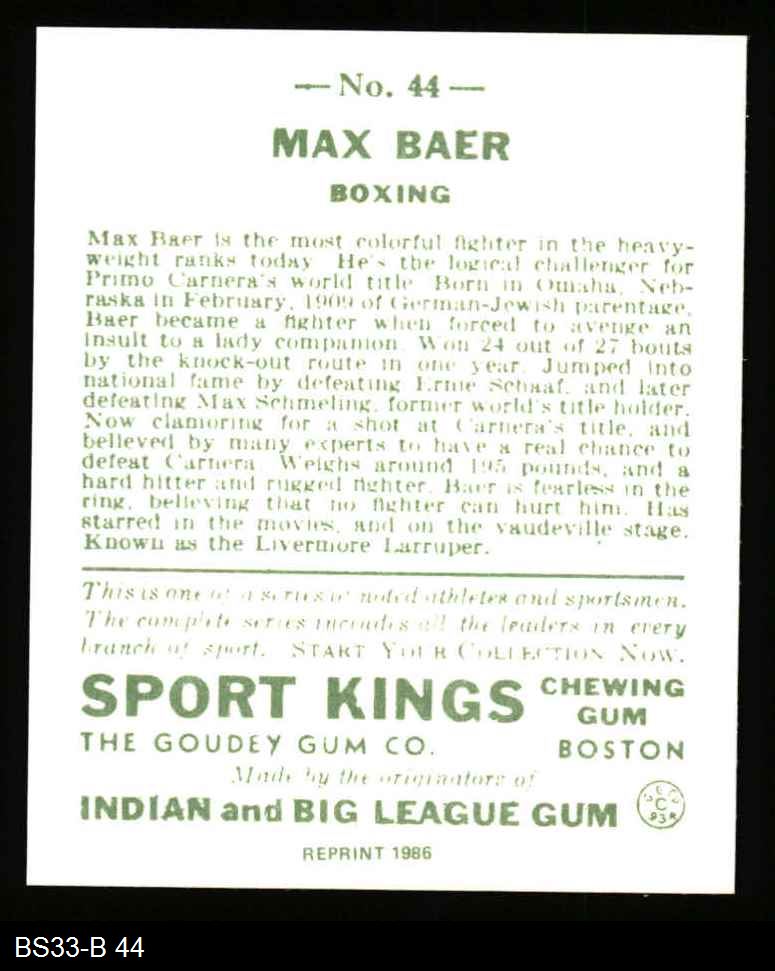 — No. 44 —
MAX BAER
BOXING
Max Baer is the most colorful fighter in the heavy-
weight ranks today. He's the logical challenger for
Primo Carnera's world title. Born in Omaha, Neb-
raska in February, 1909 of German-Jewish parentage,
Baer became a fighter when forced to avenge an
insult to a lady companion. Won 24 out of 27 bouts
by the knock-out route in one year. Jumped into
national fame by defeating Ernie Schaaf, and later
defeating Max Schmeling, former world's title holder.
Now clamoring for a shot at Carnera's title, and
believed by many experts to have a real chance to
defeat Carnera. Weighs around 195 pounds, and a
hard hitter and rugged fighter. Baer is fearless in the
ring, believing that no fighter can hurt him. Has
starred in the movies, and on the vaudeville stage.
Known as the Livermore Larruper.
This is one of a series of noted athletes and sportsmen.
The complete series includes all the leaders in every
branch of sport. START YOUR COLLECTION NOW.
SPORT KINGS CHEWING
GUM
THE GOUDEY GUM CO. BOSTON
Made by the originators of
INDIAN and BIG LEAGUE GUM
C
REPRINT 1986
BS33-B 44